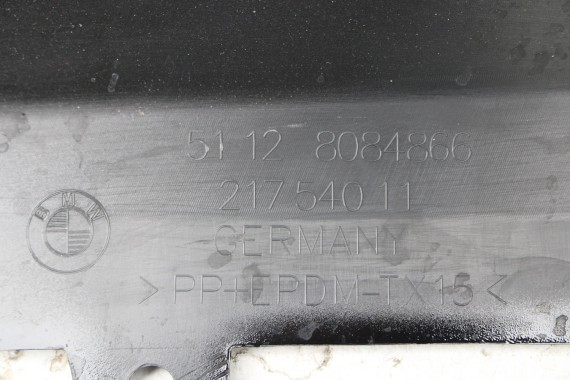 51 12 8084866
217 540 11
BMW
GERMANY
>PP+EPDM-TX15<